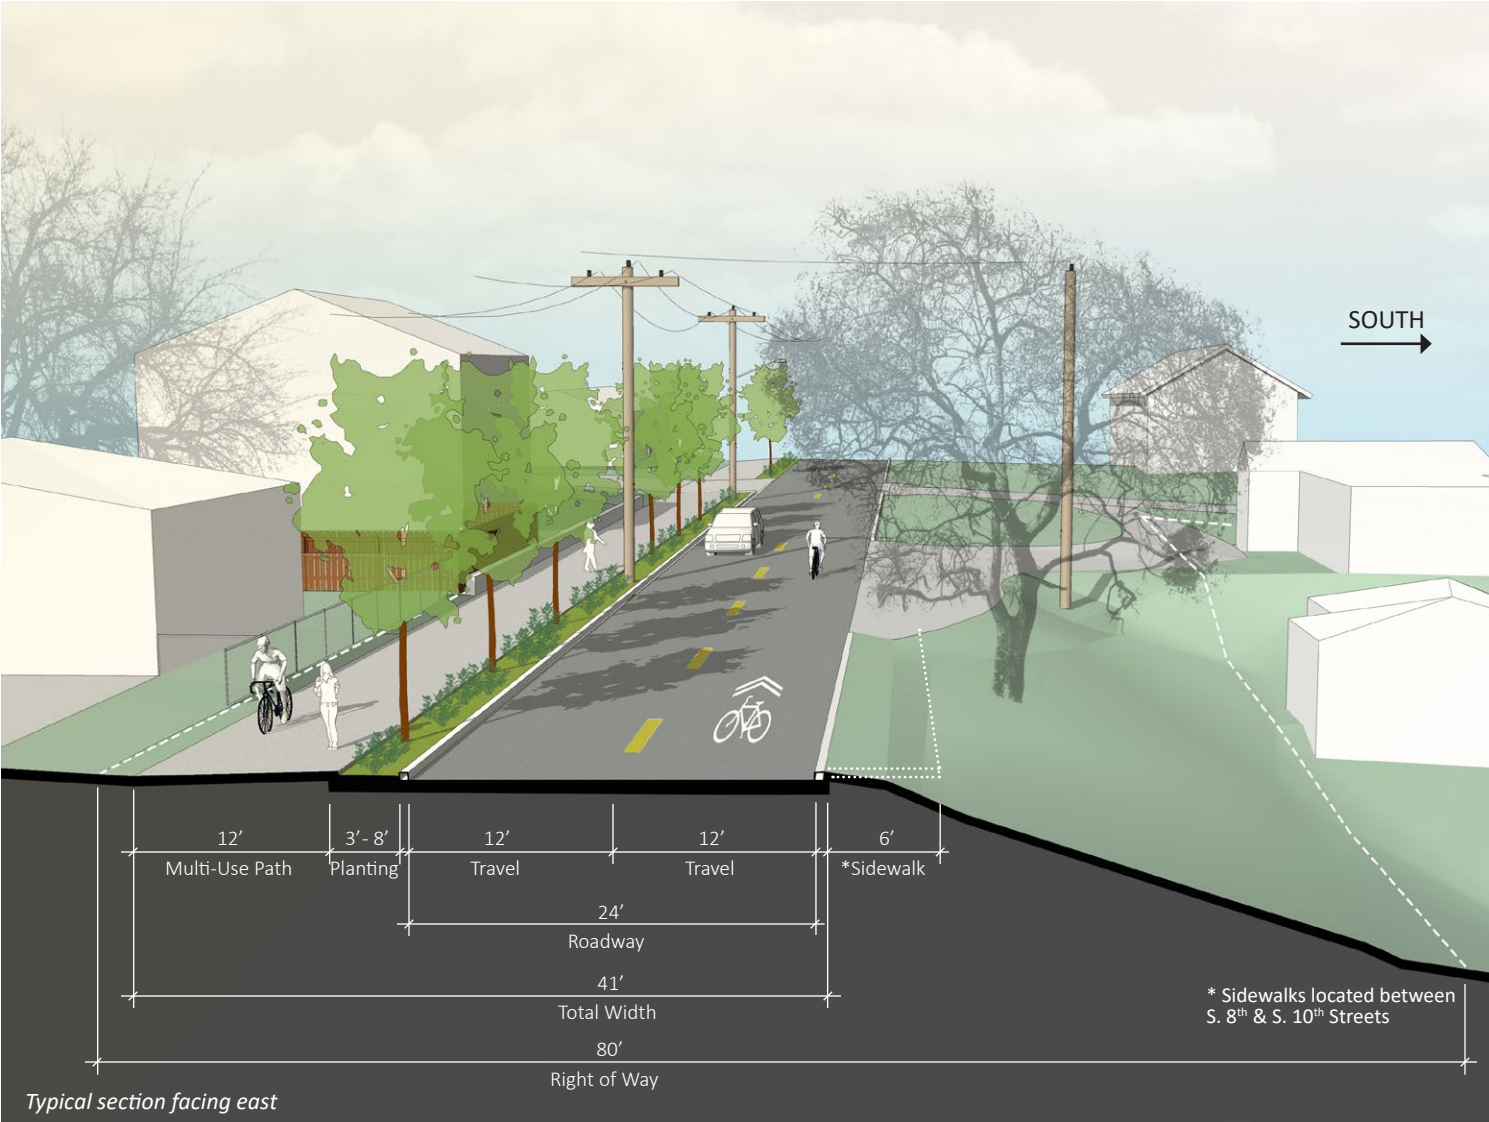 SOUTH
12’
3’- 8’
12’
12’
6’
Multi-Use Path
Planting
Travel
Travel
*Sidewalk
24’
Roadway
41’
Total Width
* Sidewalks located between
S. 8th & S. 10th Streets
80’
Right of Way
Typical section facing east